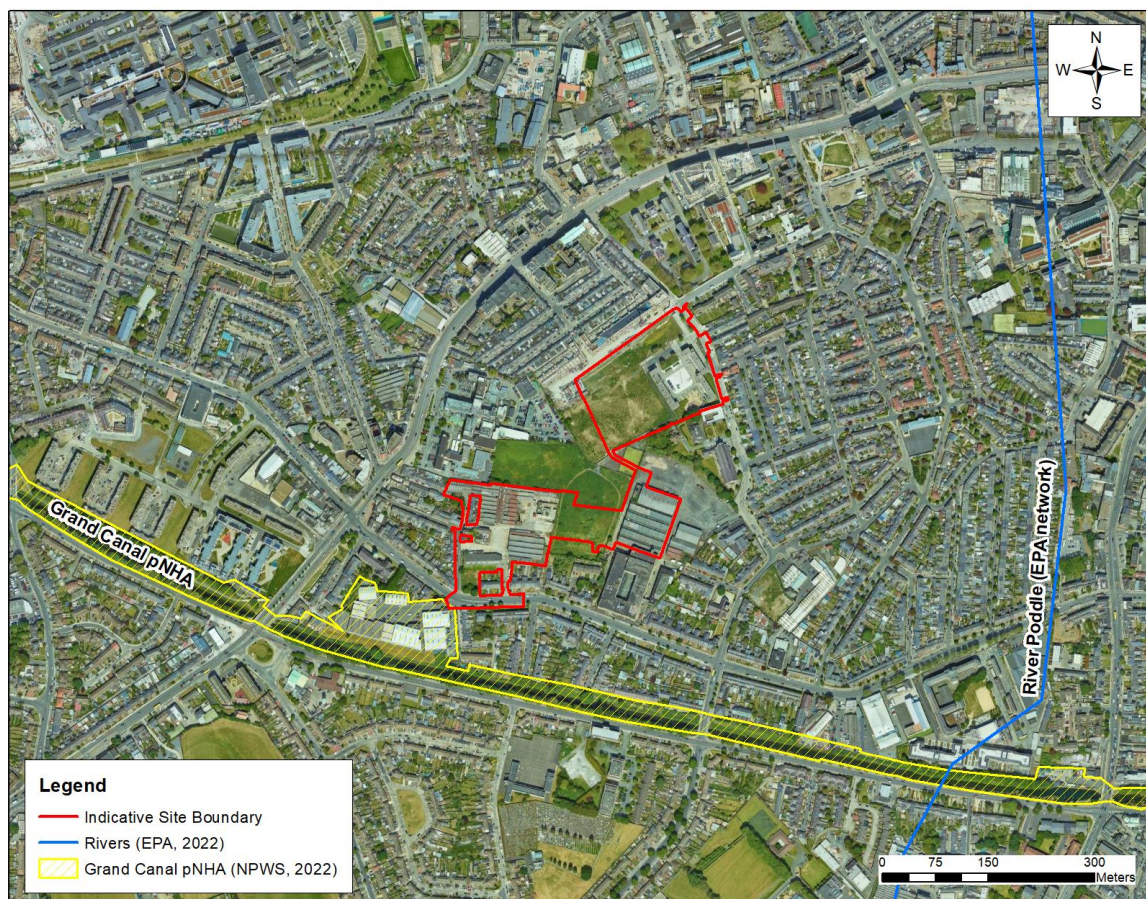 N
W E
S
Grand Canal pNHA
River Poddle (EPA network)
Legend
Indicative Site Boundary
Rivers (EPA, 2022)
Grand Canal pNHA (NPWS, 2022)
0 75 150 300
Meters